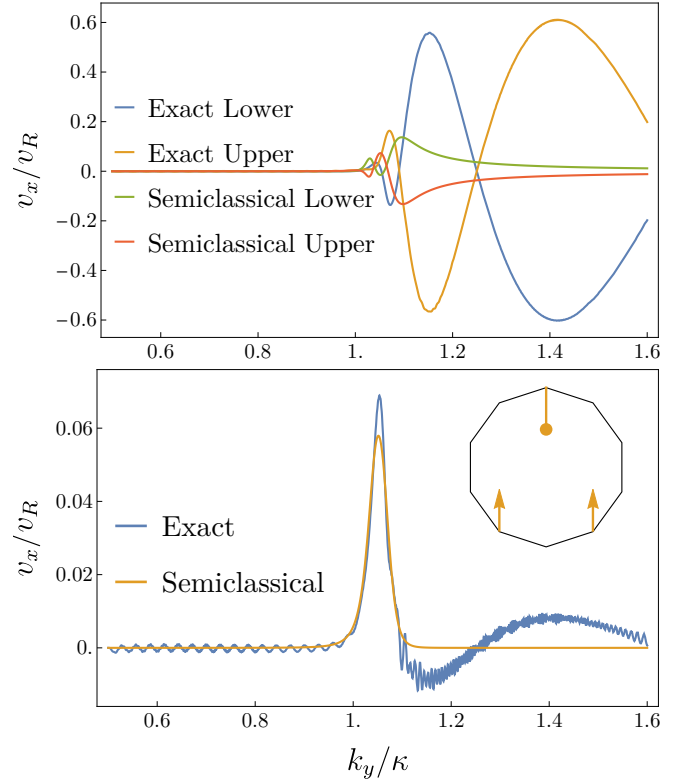 0.6
0.4
0.2
0
-0.2
-0.4
-0.6
v_x/v_R
Exact Lower
Exact Upper
Semiclassical Lower
Semiclassical Upper
0.6
0.8
1.
1.2
1.4
1.6
0.06
0.04
0.02
0.
v_x/v_R
Exact
Semiclassical
0.6
0.8
1.
1.2
1.4
1.6
k_y/κ